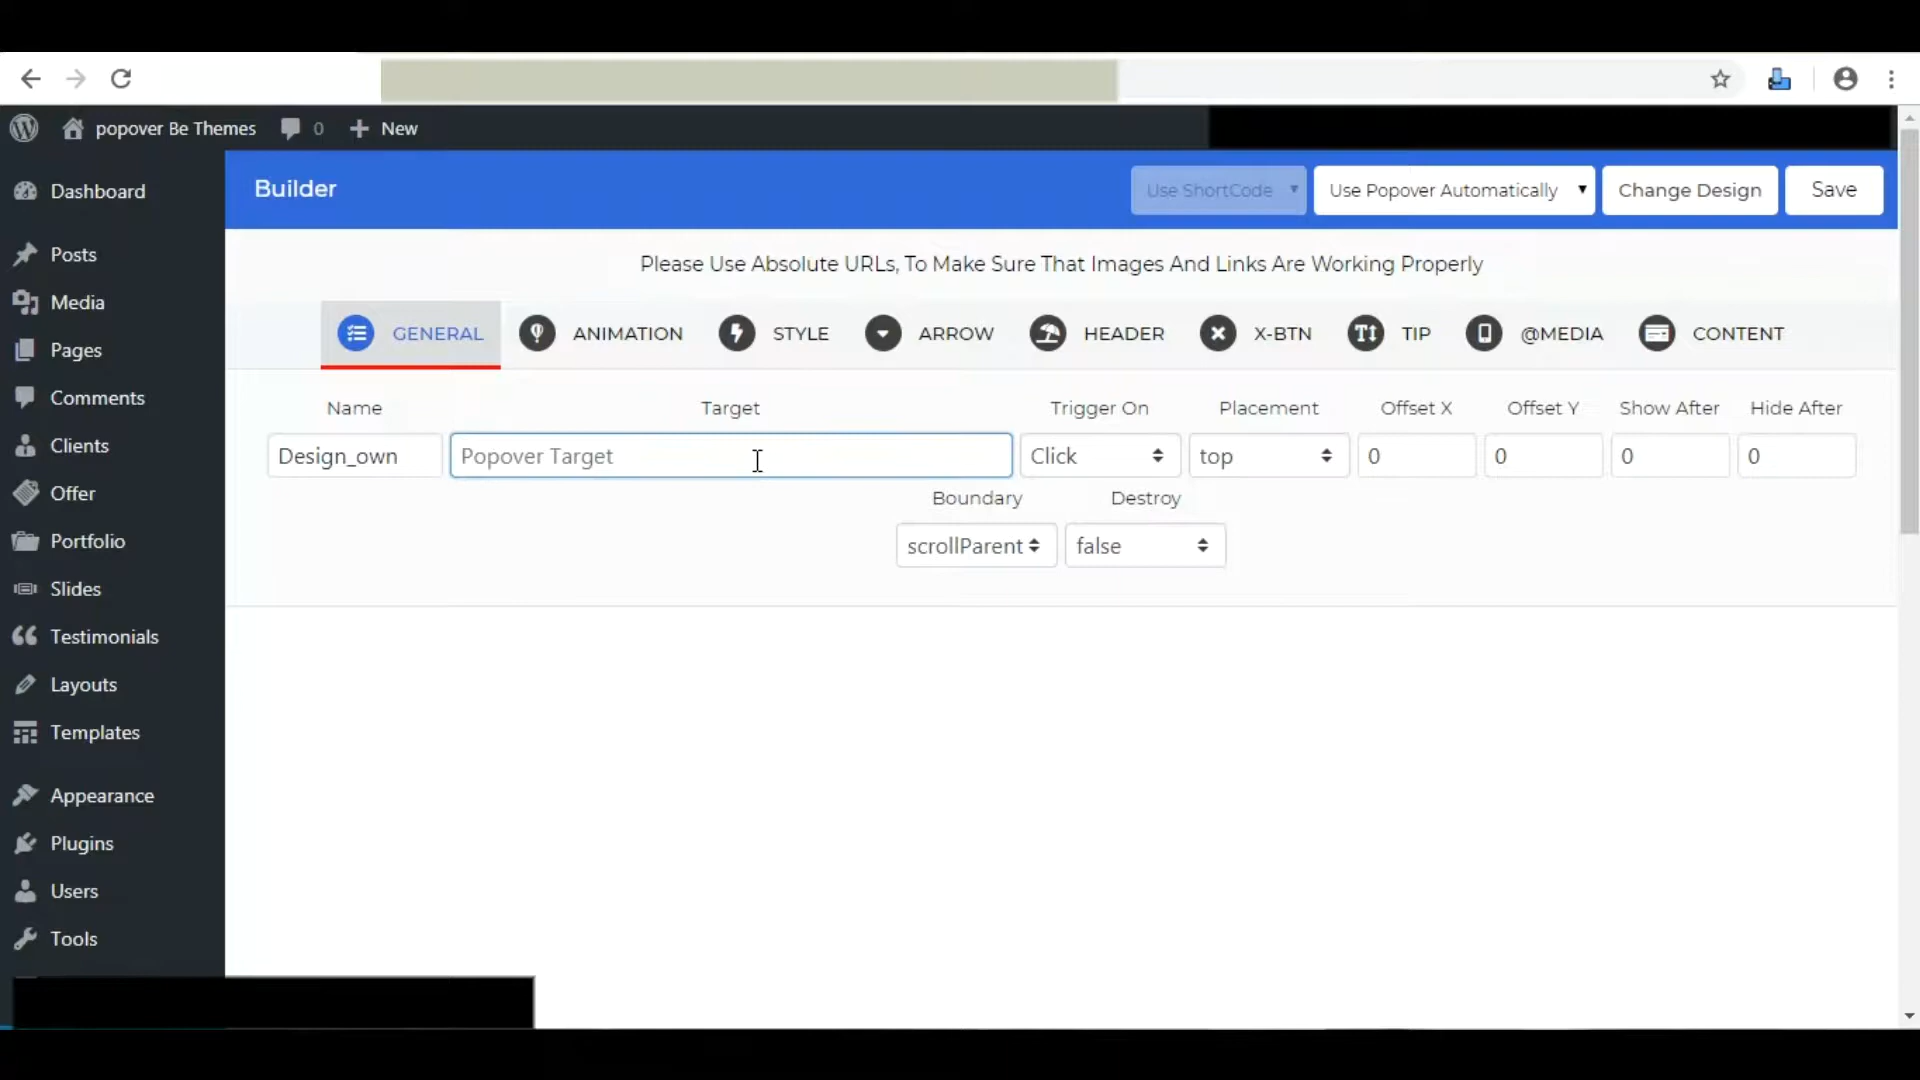 popover Be Themes 0 New
Builder Use ShortCode Use Popover Automatically Change Design Save
Dashboard
Posts
Media
Pages
Comments
Clients
Offer
Portfolio
Slides
Testimonials
Layouts
Templates
Appearance
Plugins
Users
Tools
Please Use Absolute URLs, To Make Sure That Images And Links Are Working Properly
GENERAL ANIMATION STYLE ARROW HEADER X-BTN TIP @MEDIA CONTENT
Name Target Trigger On Placement Offset X Offset Y Show After Hide After
Design_own Popover Target Click top 0 0 0 0
Boundary Destroy
scrollParent false